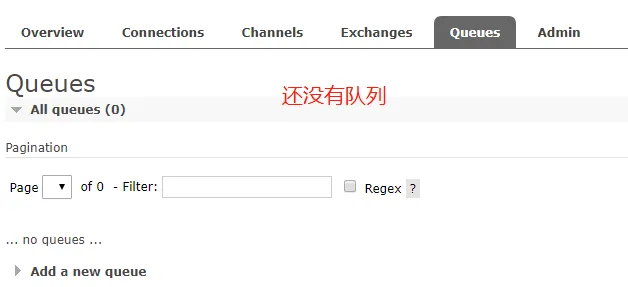 Overview Connections Channels Exchanges Queues Admin
Queues
还没有队列
All queues (0)
Pagination
Page of 0 - Filter: Regex ?
... no queues ...
Add a new queue